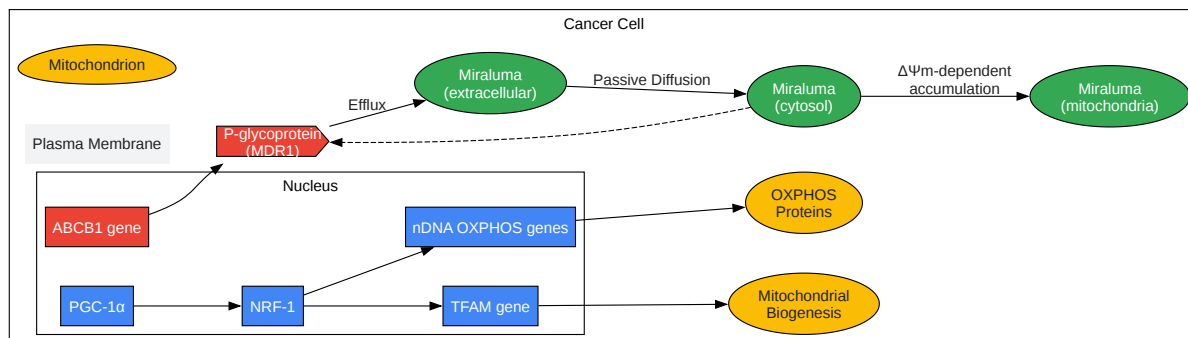 Cancer Cell
Mitochondrion
Miraluma
(extracellular)
Passive Diffusion
Miraluma
(cytosol)
ΔΨm-dependent
accumulation
Miraluma
(mitochondria)
Efflux
Plasma Membrane
P-glycoprotein
(MDR1)
Nucleus
ABCB1 gene
nDNA OXPHOS genes
OXPHOS
Proteins
PGC-1α
NRF-1
TFAM gene
Mitochondrial
Biogenesis